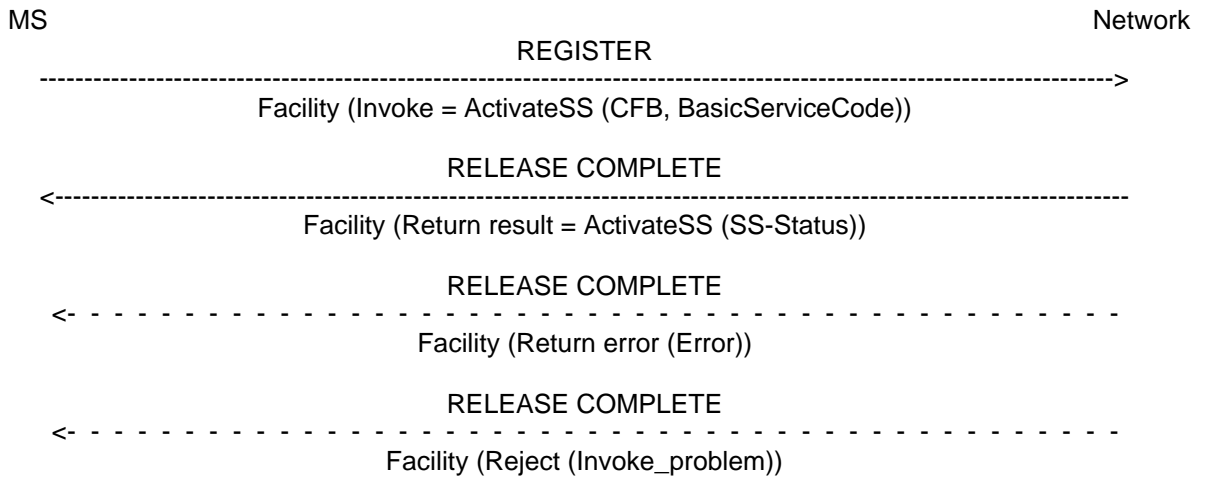 MS Network
REGISTER
Facility (Invoke = ActivateSS (CFB, BasicServiceCode))
RELEASE COMPLETE
Facility (Return result = ActivateSS (SS-Status))
RELEASE COMPLETE
Facility (Return error (Error))
RELEASE COMPLETE
Facility (Reject (Invoke_problem))